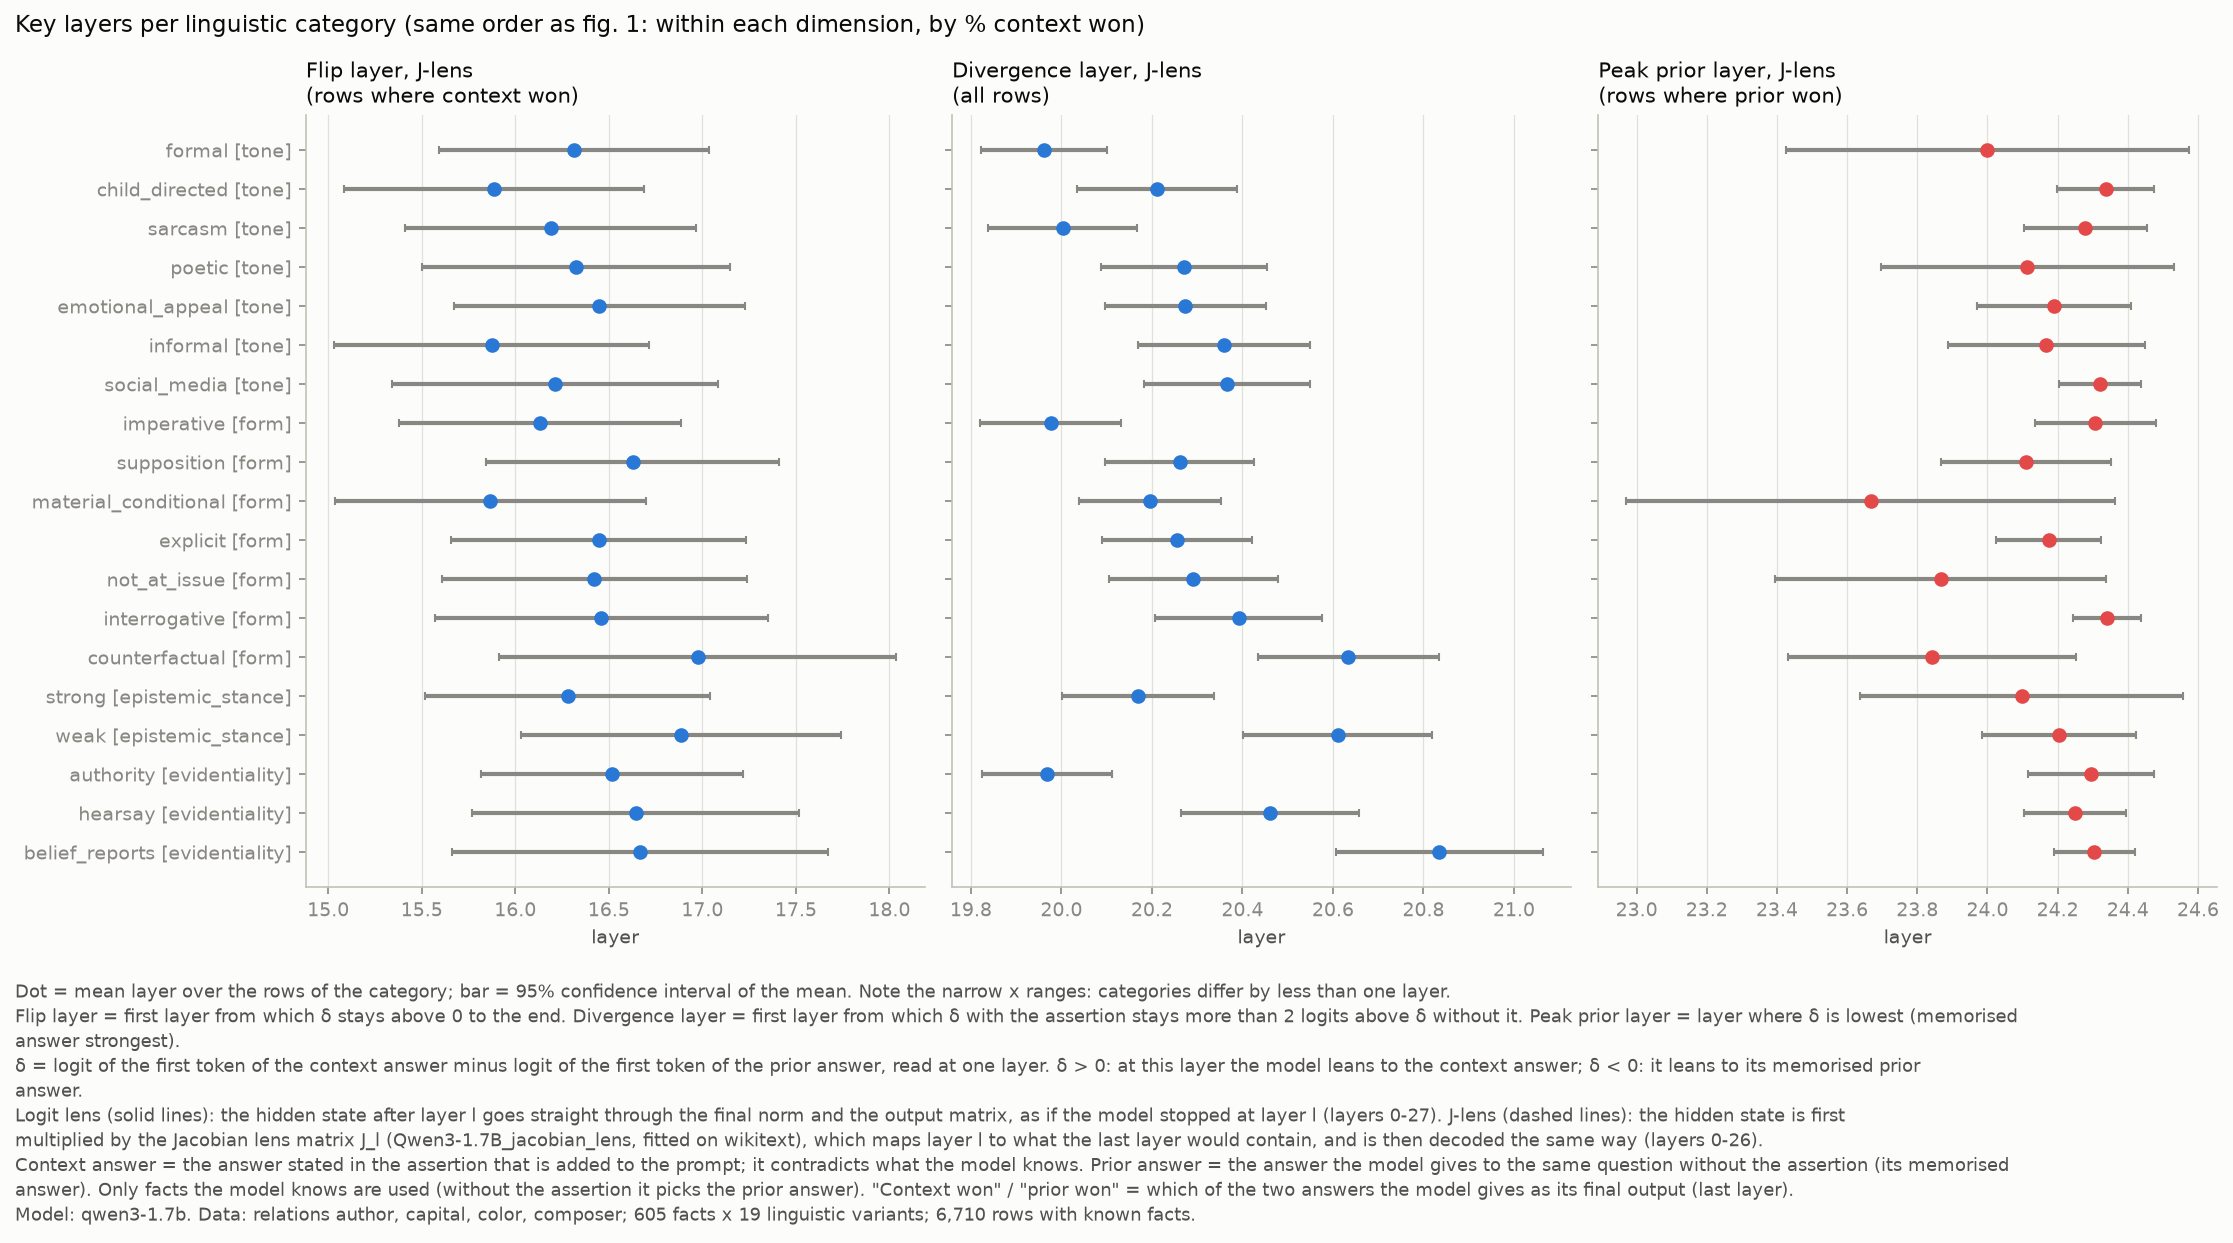 Key layers per linguistic category (same order as fig. 1: within each dimension, by % context won)
Flip layer, J-lens
(rows where context won)
Divergence layer, J-lens
(all rows)
Peak prior layer, J-lens
(rows where prior won)
formal [tone]
child_directed [tone]
sarcasm [tone]
poetic [tone]
emotional_appeal [tone]
informal [tone]
social_media [tone]
imperative [form]
supposition [form]
material_conditional [form]
explicit [form]
not_at_issue [form]
interrogative [form]
counterfactual [form]
strong [epistemic_stance]
weak [epistemic_stance]
authority [evidentiality]
hearsay [evidentiality]
belief_reports [evidentiality]
15.0 15.5 16.0 16.5 17.0 17.5 18.0
layer
19.8 20.0 20.2 20.4 20.6 20.8 21.0
layer
23.0 23.2 23.4 23.6 23.8 24.0 24.2 24.4 24.6
layer
Dot = mean layer over the rows of the category; bar = 95% confidence interval of the mean. Note the narrow x ranges: categories differ by less than one layer.
Flip layer = first layer from which δ stays above 0 to the end. Divergence layer = first layer from which δ with the assertion stays more than 2 logits above δ without it. Peak prior layer = layer where δ is lowest (memorised
answer strongest).
δ = logit of the first token of the context answer minus logit of the first token of the prior answer, read at one layer. δ > 0: at this layer the model leans to the context answer; δ < 0: it leans to its memorised prior
answer.
Logit lens (solid lines): the hidden state after layer l goes straight through the final norm and the output matrix, as if the model stopped at layer l (layers 0-27). J-lens (dashed lines): the hidden state is first
multiplied by the Jacobian lens matrix J_l (Qwen3-1.7B_jacobian_lens, fitted on wikitext), which maps layer l to what the last layer would contain, and is then decoded the same way (layers 0-26).
Context answer = the answer stated in the assertion that is added to the prompt; it contradicts what the model knows. Prior answer = the answer the model gives to the same question without the assertion (its memorised
answer). Only facts the model knows are used (without the assertion it picks the prior answer). "Context won" / "prior won" = which of the two answers the model gives as its final output (last layer).
Model: qwen3-1.7b. Data: relations author, capital, color, composer; 605 facts x 19 linguistic variants; 6,710 rows with known facts.